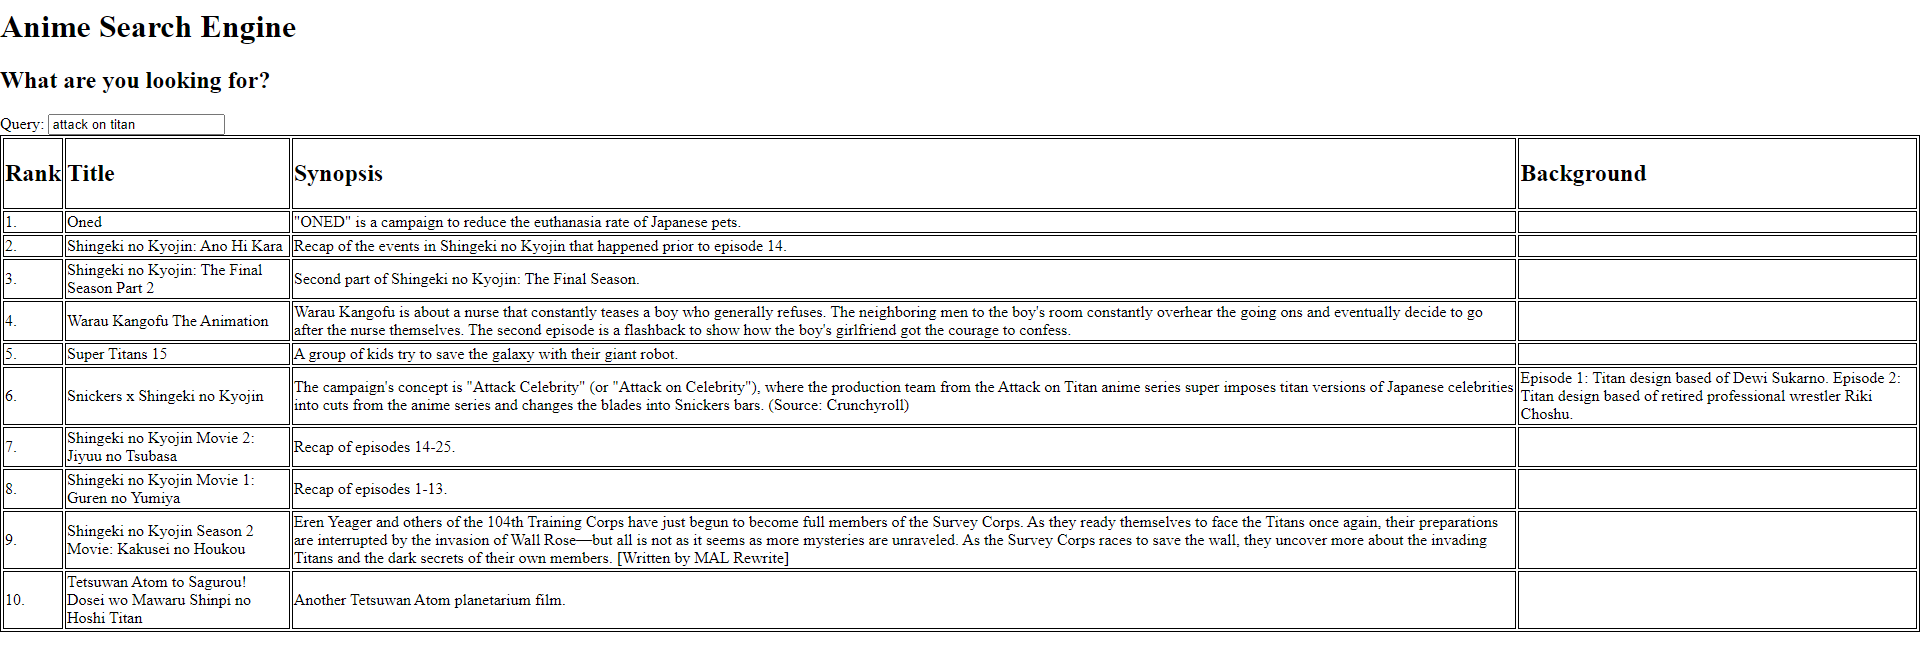 Anime Search Engine
What are you looking for?
Query: attack on titan
Rank Title Synopsis Background
1. Oned "ONED" is a campaign to reduce the euthanasia rate of Japanese pets.
2. Shingeki no Kyojin: Ano Hi Kara Recap of the events in Shingeki no Kyojin that happened prior to episode 14.
3. Shingeki no Kyojin: The Final
Season Part 2
Second part of Shingeki no Kyojin: The Final Season.
4. Warau Kangofu The Animation
Warau Kangofu is about a nurse that constantly teases a boy who generally refuses. The neighboring men to the boy's room constantly overhear the going ons and eventually decide to go
after the nurse themselves. The second episode is a flashback to show how the boy's girlfriend got the courage to confess.
5. Super Titans 15 A group of kids try to save the galaxy with their giant robot.
6. Snickers x Shingeki no Kyojin
The campaign's concept is "Attack Celebrity" (or "Attack on Celebrity"), where the production team from the Attack on Titan anime series super imposes titan versions of Japanese celebrities
into cuts from the anime series and changes the blades into Snickers bars. (Source: Crunchyroll)
Episode 1: Titan design based of Dewi Sukarno. Episode 2:
Titan design based of retired professional wrestler Riki
Choshu.
7. Shingeki no Kyojin Movie 2:
Jiyuu no Tsubasa
Recap of episodes 14-25.
8. Shingeki no Kyojin Movie 1:
Guren no Yumiya
Recap of episodes 1-13.
9. Shingeki no Kyojin Season 2
Movie: Kakusei no Houkou
Eren Yeager and others of the 104th Training Corps have just begun to become full members of the Survey Corps. As they ready themselves to face the Titans once again, their preparations
are interrupted by the invasion of Wall Rose—but all is not as it seems as more mysteries are unraveled. As the Survey Corps races to save the wall, they uncover more about the invading
Titans and the dark secrets of their own members. [Written by MAL Rewrite]
10. Tetsuwan Atom to Sagurou!
Dosei wo Mawaru Shinpi no
Hoshi Titan
Another Tetsuwan Atom planetarium film.